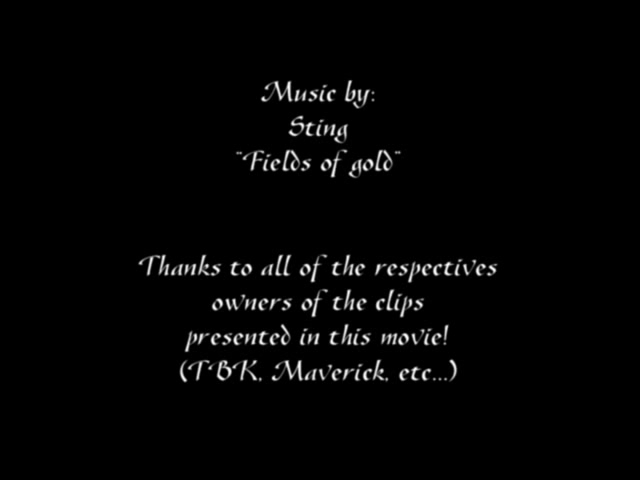 Music by:
Sting
"Fields of gold"
Thanks to all of the respectives
owners of the clips
presented in this movie!
(TBK, Maverick, etc...)